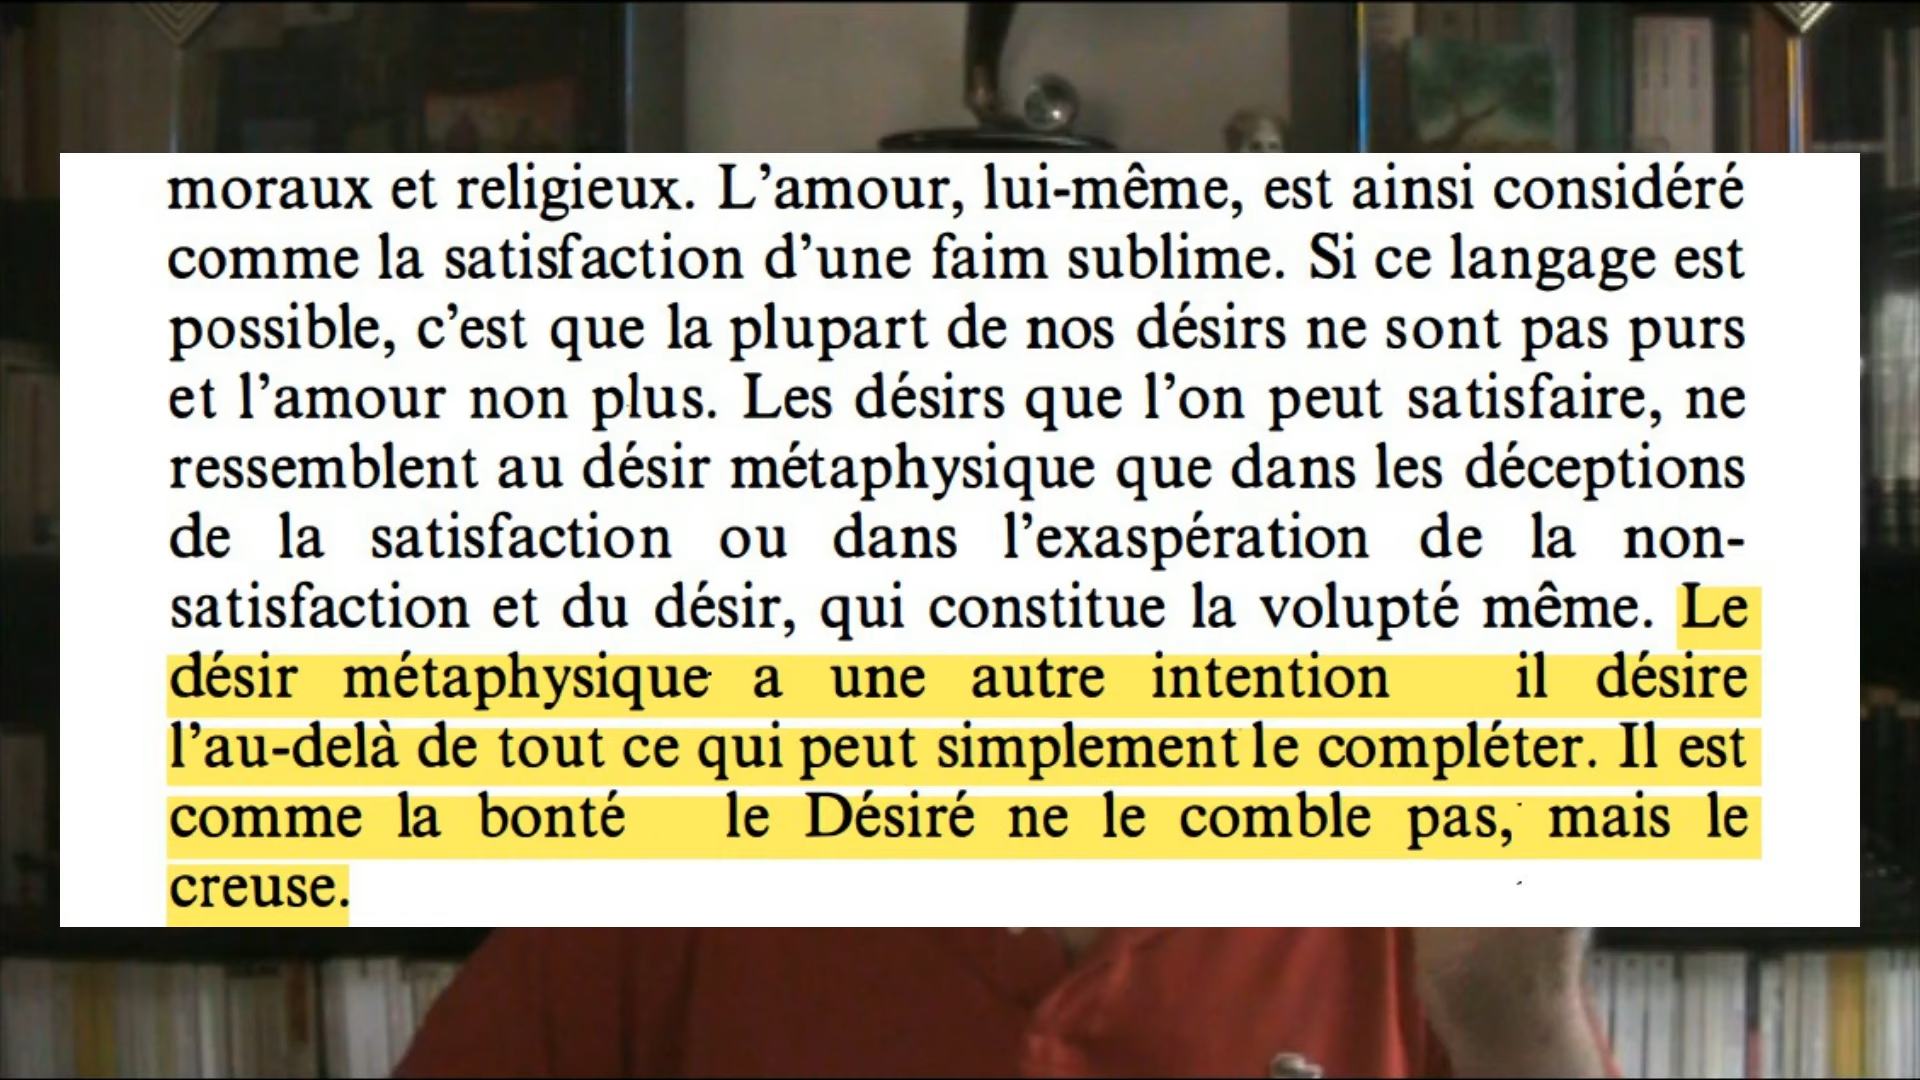 moraux et religieux. L’amour, lui-même, est ainsi considéré
comme la satisfaction d’une faim sublime. Si ce langage est
possible, c’est que la plupart de nos désirs ne sont pas purs
et l’amour non plus. Les désirs que l’on peut satisfaire, ne
ressemblent au désir métaphysique que dans les déceptions
de la satisfaction ou dans l’exaspération de la non-
satisfaction et du désir, qui constitue la volupté même. Le
désir métaphysique a une autre intention il désire
l’au-delà de tout ce qui peut simplement le compléter. Il est
comme la bonté le Désiré ne le comble pas, mais le
creuse.